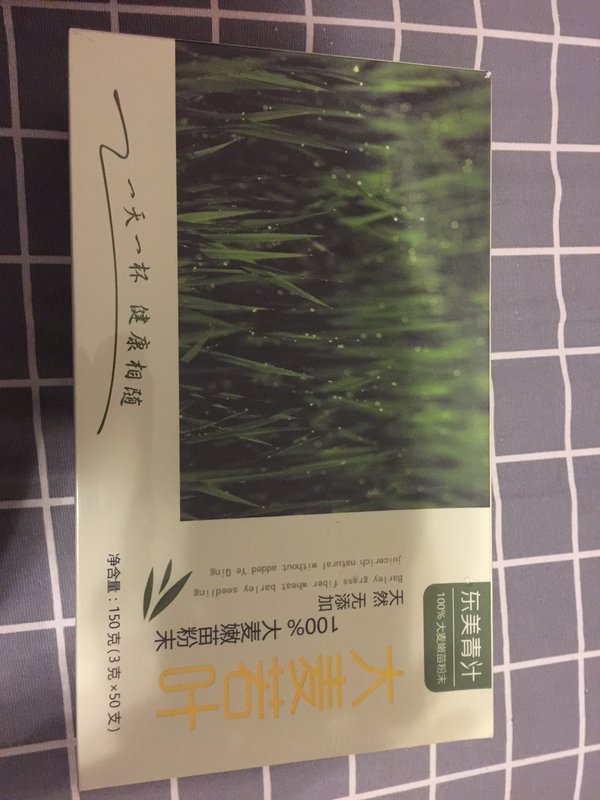 东美青汁
100% 大麦嫩苗粉末
大麦若叶
100% 大麦嫩苗粉末
天然 无添加
Barley grass fiber wheat barley seedling
juicerich natural without added Ye Qing
一天一杯 健康相随
净含量：150克(3克×50支)